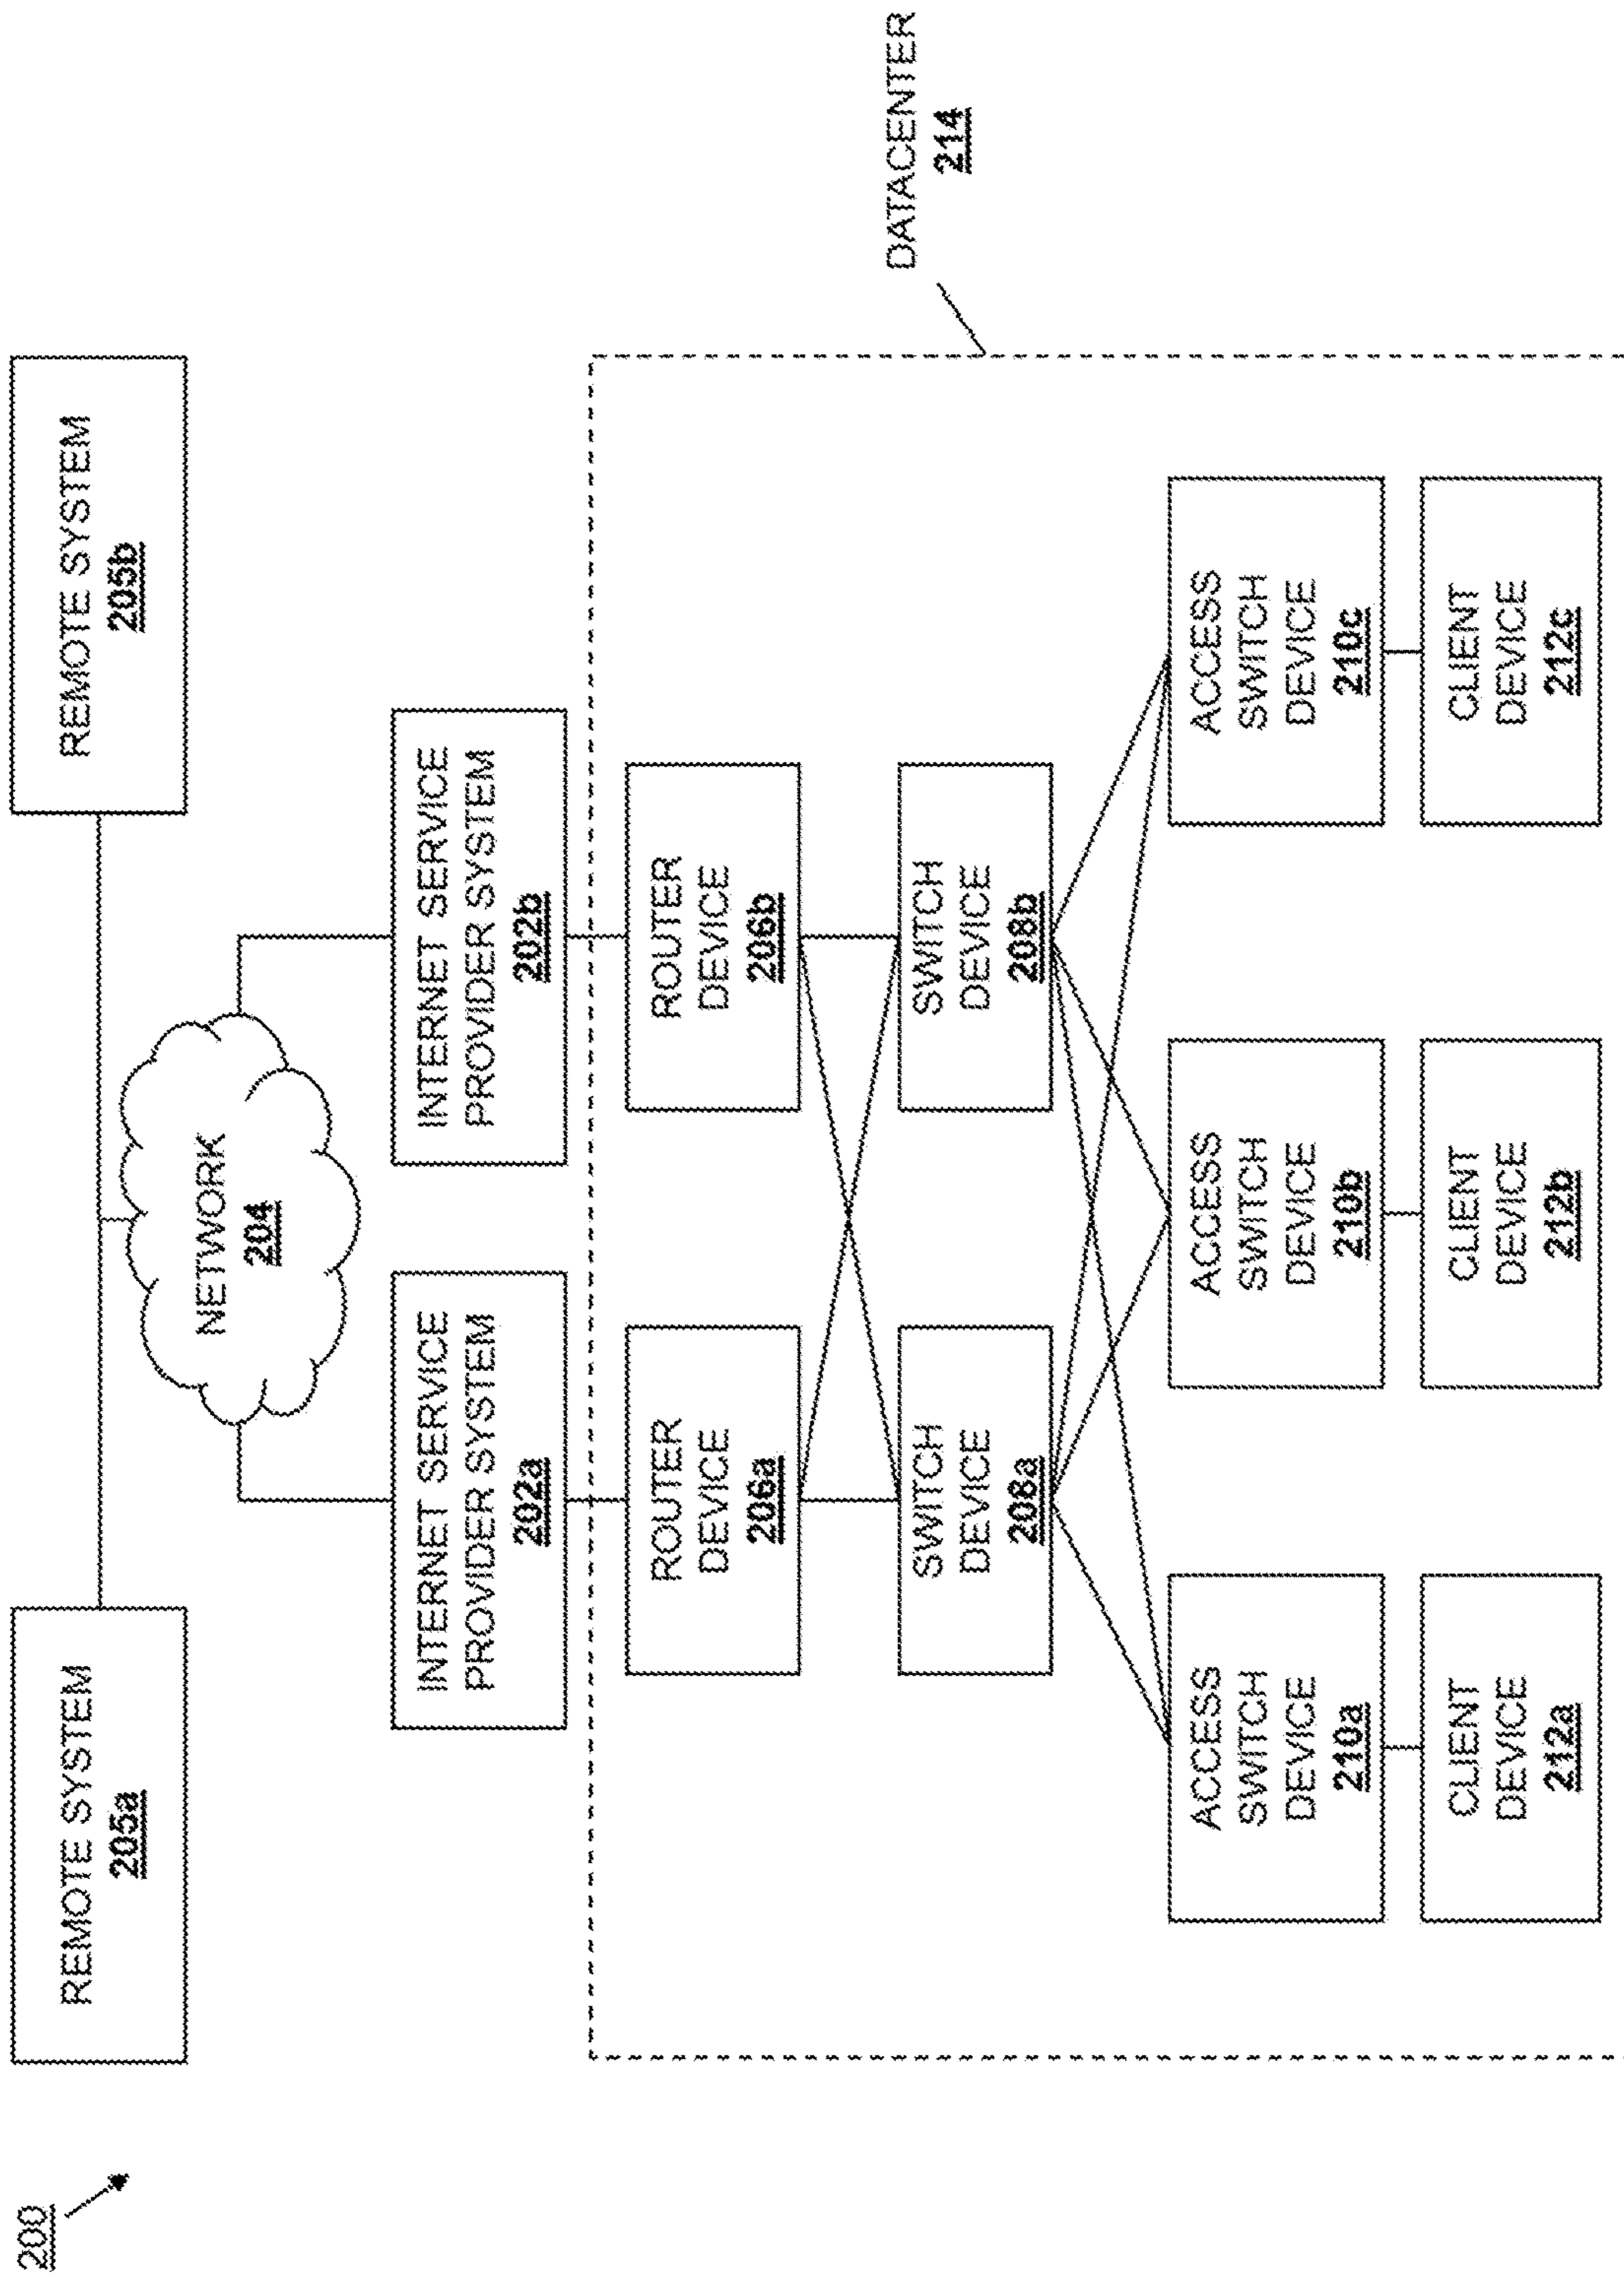 200
REMOTE SYSTEM
205a
REMOTE SYSTEM
205b
NETWORK
204
INTERNET SERVICE
PROVIDER SYSTEM
202a
INTERNET SERVICE
PROVIDER SYSTEM
202b
ROUTER
DEVICE
206a
ROUTER
DEVICE
206b
DATACENTER
214
SWITCH
DEVICE
208a
SWITCH
DEVICE
208b
ACCESS
SWITCH
DEVICE
210a
ACCESS
SWITCH
DEVICE
210b
ACCESS
SWITCH
DEVICE
210c
CLIENT
DEVICE
212a
CLIENT
DEVICE
212b
CLIENT
DEVICE
212c